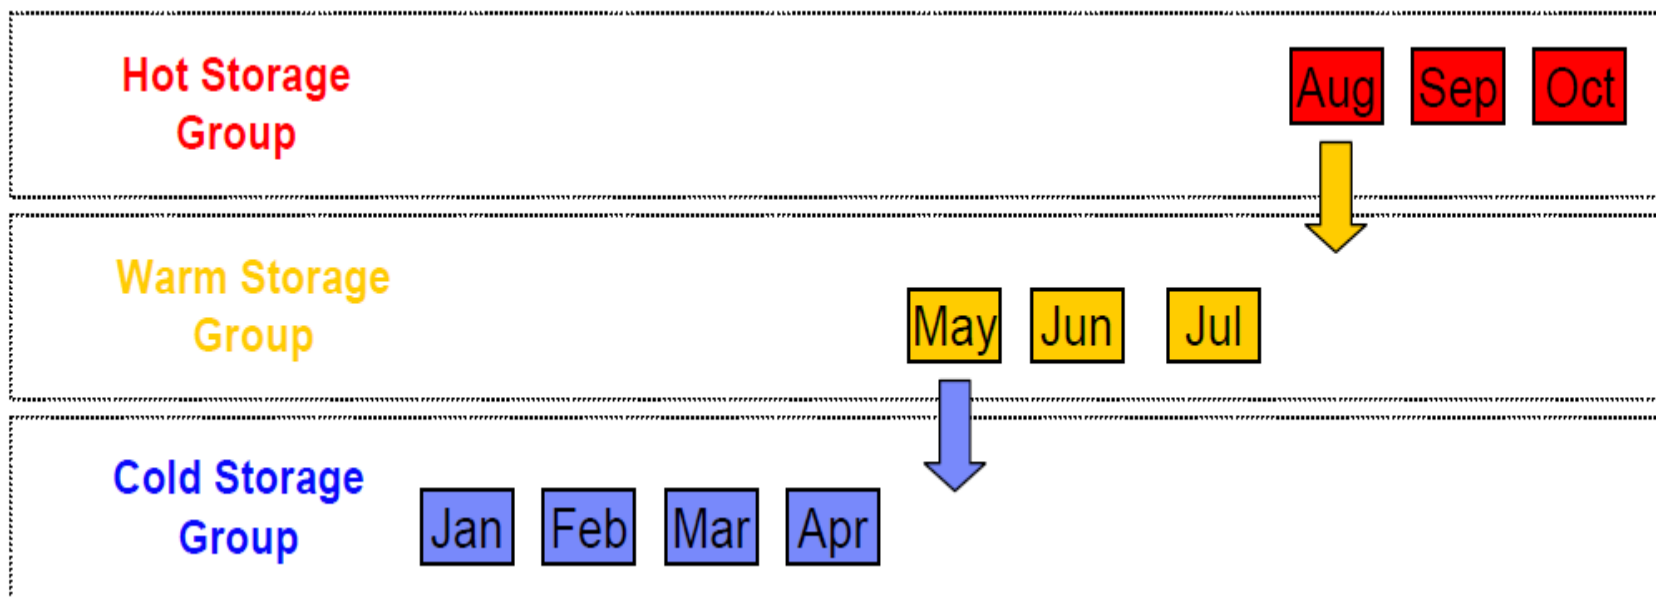 Hot Storage
Group
Aug Sep Oct
Warm Storage
Group
May Jun Jul
Cold Storage
Group
Jan Feb Mar Apr